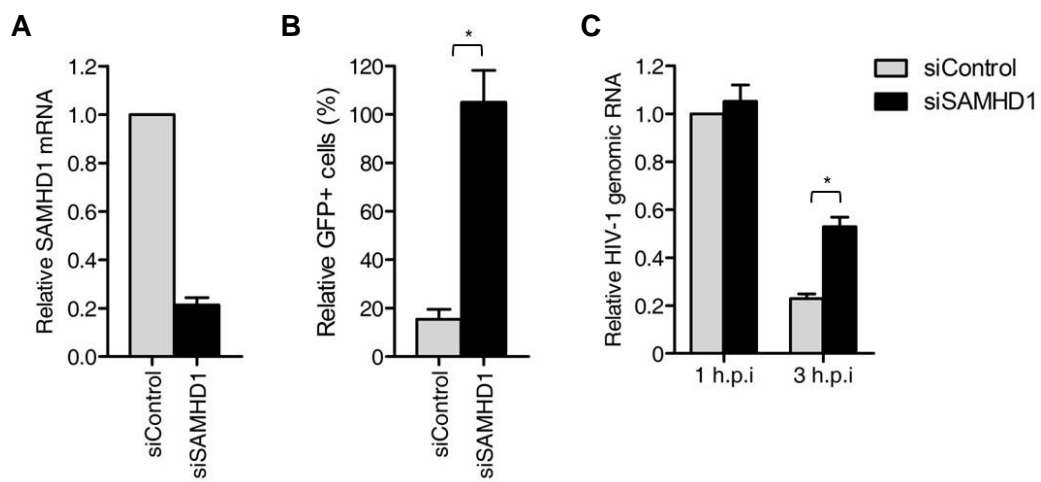 A
Relative SAMHD1 mRNA
1.2
1.0
0.8
0.6
0.4
0.2
0.0
siControl
siSAMHD1
B
Relative GFP+ cells (%)
120
100
80
60
40
20
0
*
siControl
siSAMHD1
C
Relative HIV-1 genomic RNA
1.2
1.0
0.8
0.6
0.4
0.2
0
*
1 h.p.i
3 h.p.i
siControl
siSAMHD1